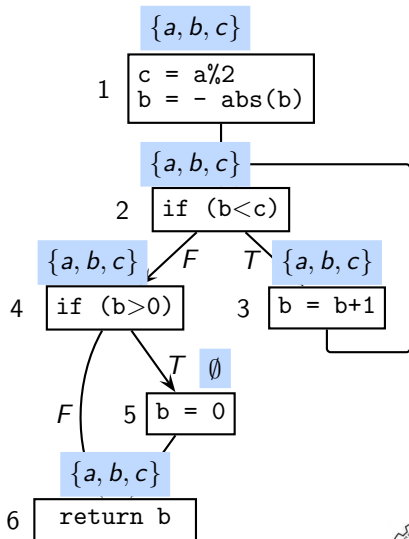 {a, b, c}
1
c = a%2
b = - abs(b)
{a, b, c}
2
if (b<c)
F
T
{a, b, c}
{a, b, c}
4
if (b>0)
3
b = b+1
T
∅
F
5
b = 0
{a, b, c}
6
return b